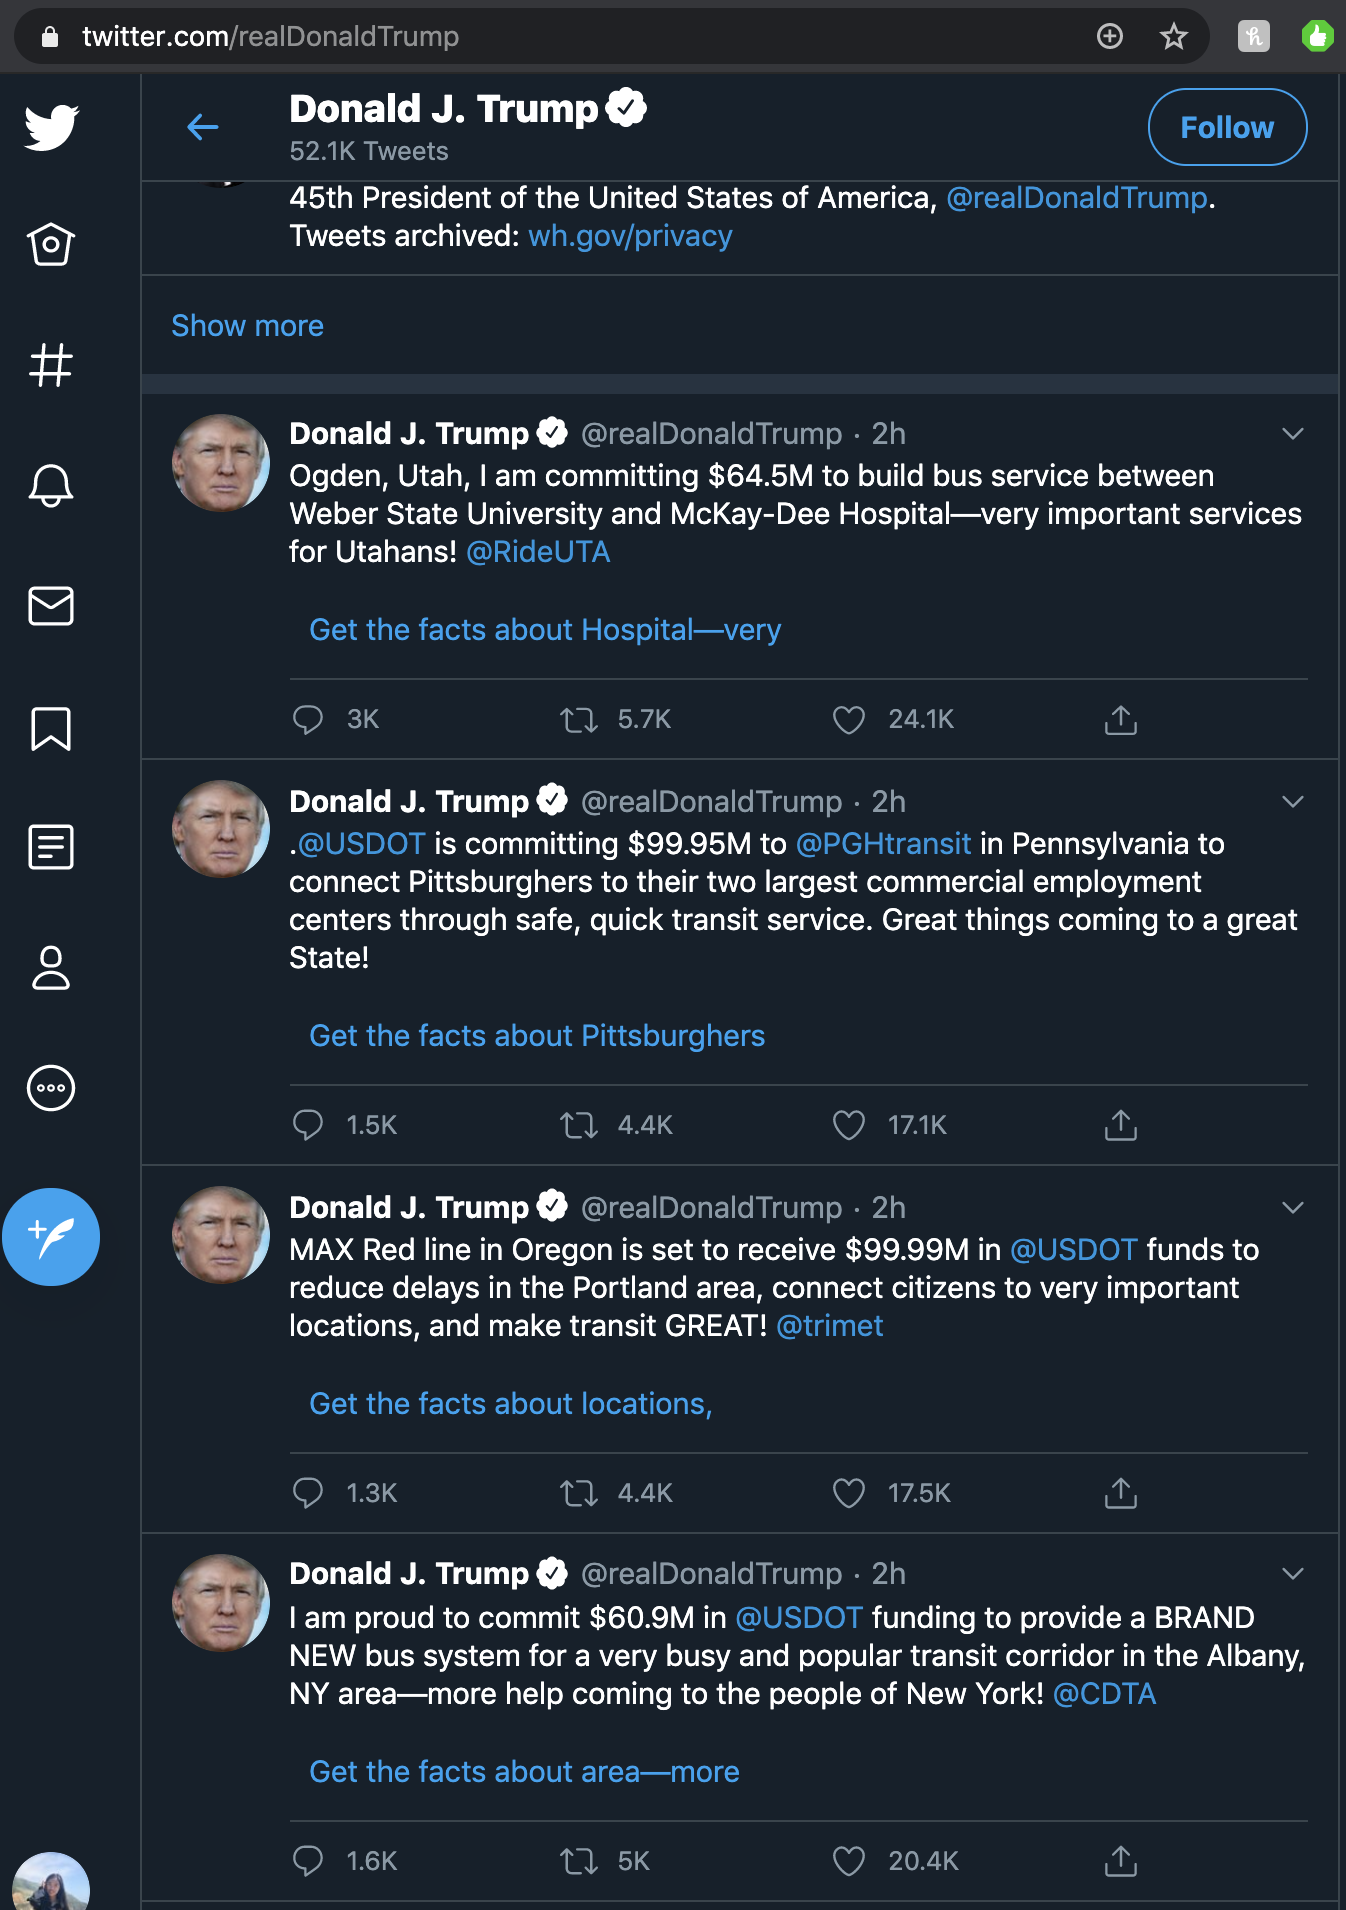 twitter.com/realDonaldTrump
Donald J. Trump
52.1K Tweets
Follow
45th President of the United States of America, @realDonaldTrump.
Tweets archived: wh.gov/privacy
Show more
Donald J. Trump @realDonaldTrump · 2h
Ogden, Utah, I am committing $64.5M to build bus service between
Weber State University and McKay-Dee Hospital—very important services
for Utahans! @RideUTA
Get the facts about Hospital—very
3K 5.7K 24.1K
Donald J. Trump @realDonaldTrump · 2h
.@USDOT is committing $99.95M to @PGHtransit in Pennsylvania to
connect Pittsburghers to their two largest commercial employment
centers through safe, quick transit service. Great things coming to a great
State!
Get the facts about Pittsburghers
1.5K 4.4K 17.1K
Donald J. Trump @realDonaldTrump · 2h
MAX Red line in Oregon is set to receive $99.99M in @USDOT funds to
reduce delays in the Portland area, connect citizens to very important
locations, and make transit GREAT! @trimet
Get the facts about locations,
1.3K 4.4K 17.5K
Donald J. Trump @realDonaldTrump · 2h
I am proud to commit $60.9M in @USDOT funding to provide a BRAND
NEW bus system for a very busy and popular transit corridor in the Albany,
NY area—more help coming to the people of New York! @CDTA
Get the facts about area—more
1.6K 5K 20.4K